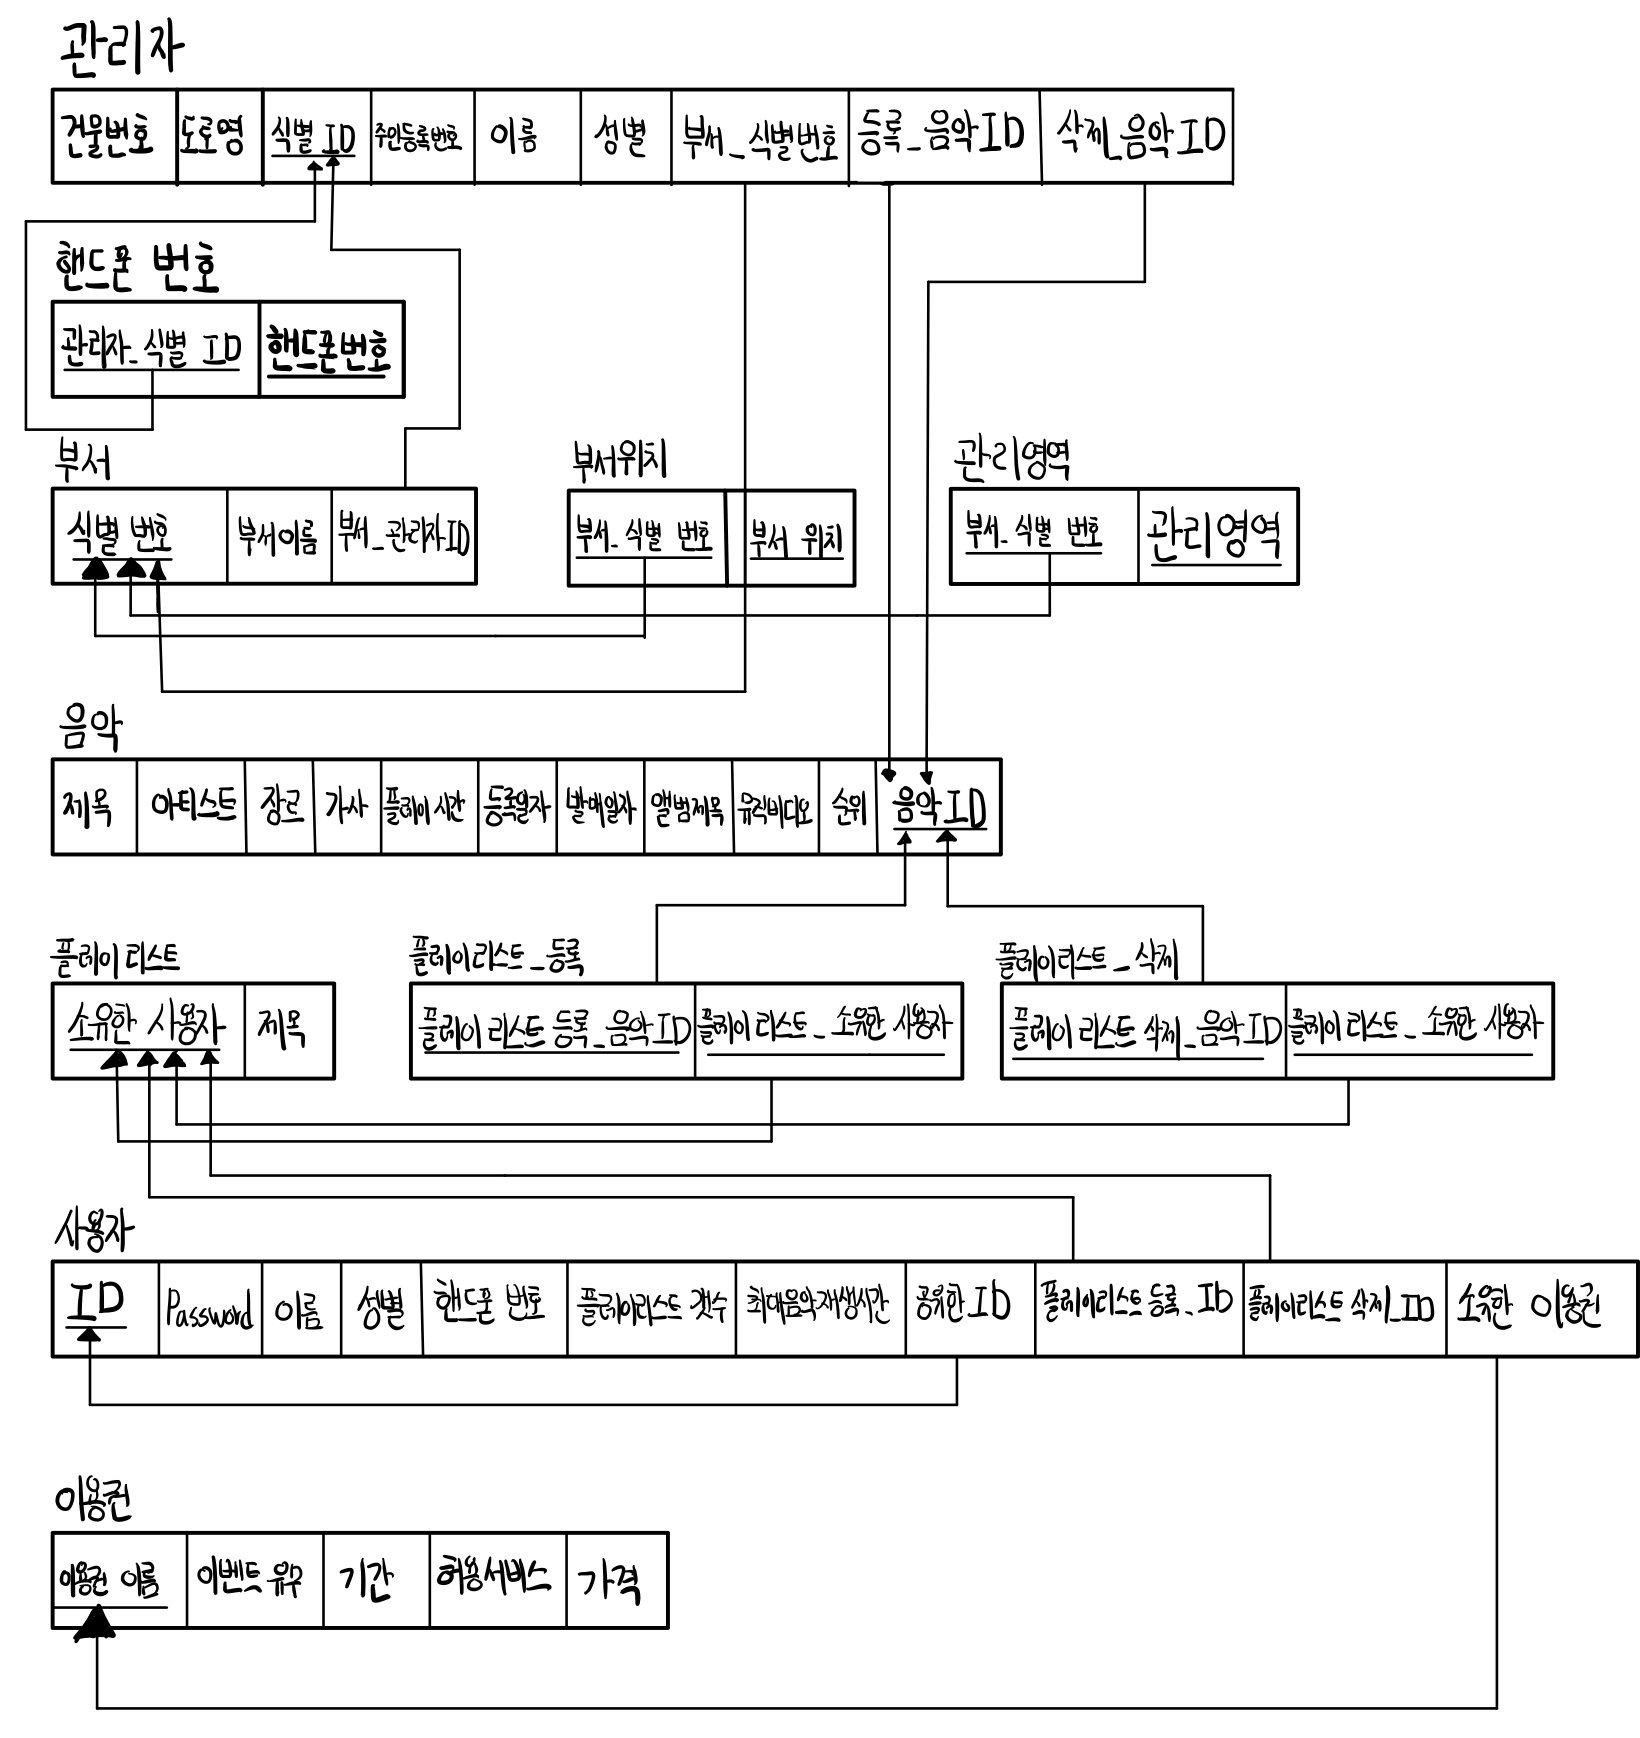 관리자
건물번호 도로명 식별 ID 주민등록번호 이름 성별 부서_식별번호 등록_음악ID 삭제_음악ID
핸드폰 번호
관리자_식별 ID 핸드폰번호
부서 부서위치 관리영역
식별 번호 부서이름 부서_관리자ID 부서_식별 번호 부서 위치 부서_식별 번호 관리영역
음악
제목 아티스트 장르 가사 플레이시간 등록일자 발매일자 앨범제목 뮤직비디오 순위 음악ID
플레이리스트 플레이리스트_등록 플레이리스트_삭제
소유한 사용자 제목 플레이리스트 등록_음악ID 플레이리스트_소유한 사용자 플레이리스트 삭제_음악ID 플레이리스트_소유한 사용자
사용자
ID Password 이름 성별 핸드폰 번호 플레이리스트 갯수 최대음악재생시간 공유한ID 플레이리스트 등록_ID 플레이리스트 삭제_ID 소유한 이용권
이용권
이용권 이름 이벤트 유무 기간 허용서비스 가격